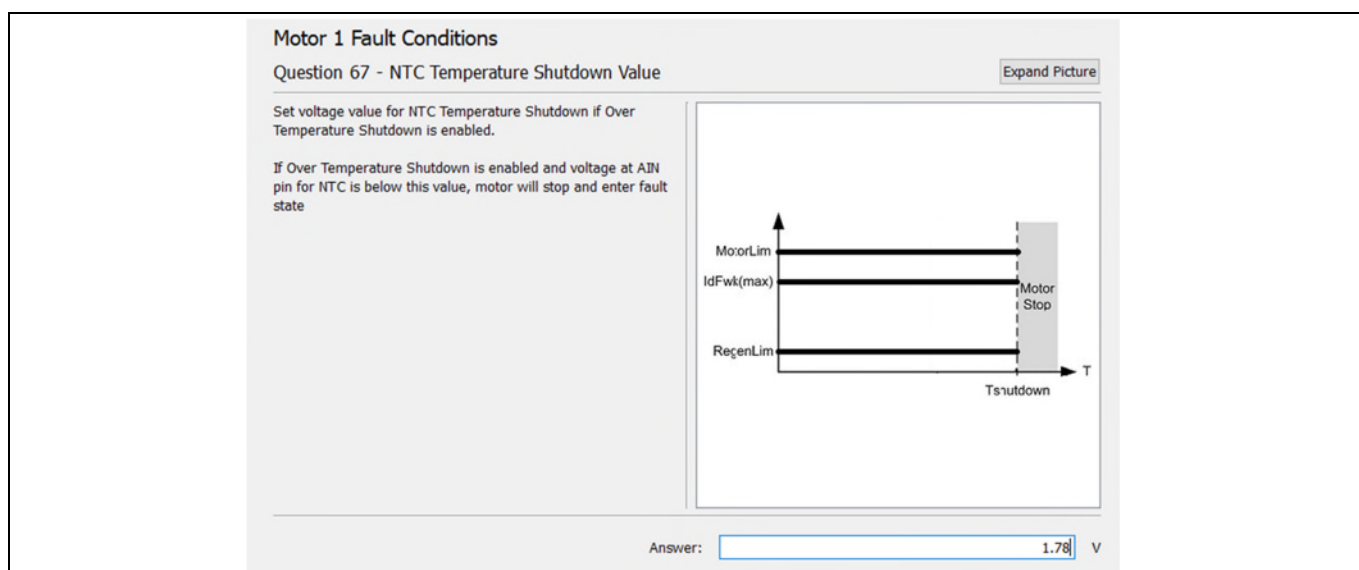 Motor 1 Fault Conditions
Question 67 - NTC Temperature Shutdown Value
Expand Picture
Set voltage value for NTC Temperature Shutdown if Over
Temperature Shutdown is enabled.
If Over Temperature Shutdown is enabled and voltage at AIN
pin for NTC is below this value, motor will stop and enter fault
state
MotorLim
IdFwk(max)
Motor
Stop
RegenLim
T
Tshutdown
Answer:
1.78
V